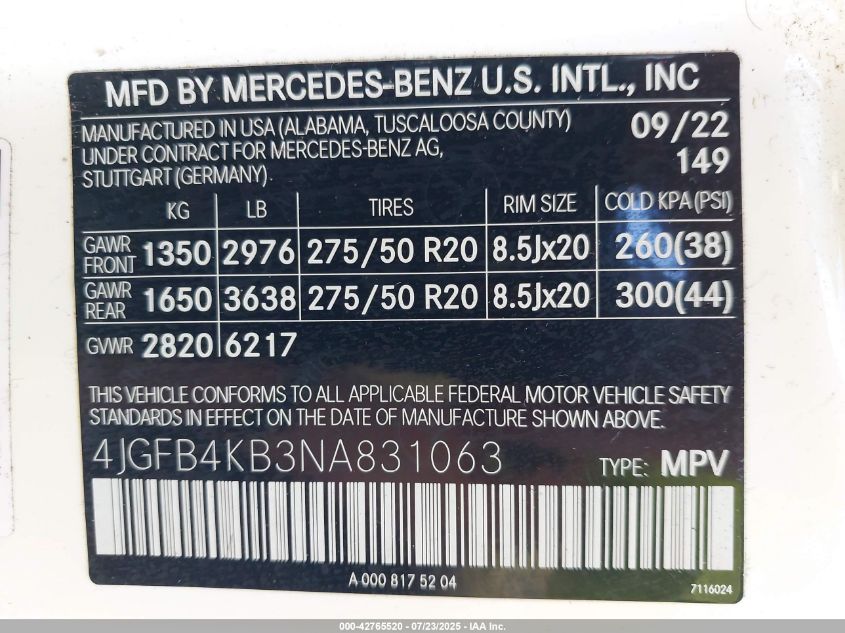 MFD BY MERCEDES-BENZ U.S. INTL., INC
MANUFACTURED IN USA (ALABAMA, TUSCALOOSA COUNTY) 09/22
UNDER CONTRACT FOR MERCEDES-BENZ AG, 149
STUTTGART (GERMANY).
KG LB TIRES RIM SIZE COLD KPA (PSI)
GAWR FRONT 1350 2976 275/50 R20 8.5Jx20 260(38)
GAWR REAR 1650 3638 275/50 R20 8.5Jx20 300(44)
GVWR 2820 6217
THIS VEHICLE CONFORMS TO ALL APPLICABLE FEDERAL MOTOR VEHICLE SAFETY
STANDARDS IN EFFECT ON THE DATE OF MANUFACTURE SHOWN ABOVE.
4JGFB4KB3NA831063 TYPE: MPV
A 000 817 52 04
7116024
000-42765520 - 07/23/2025 - IAA Inc.